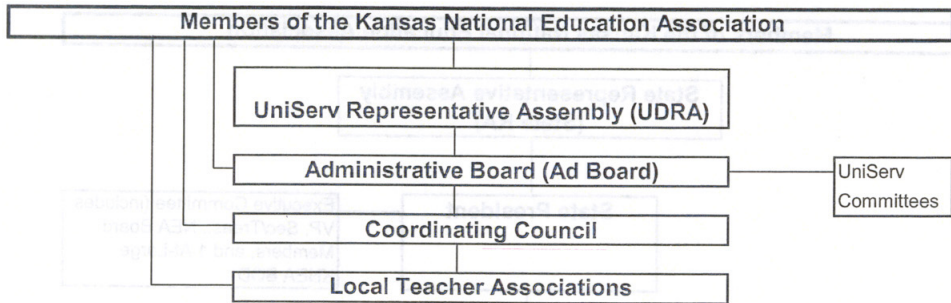 Members of the Kansas National Education Association
UniServ Representative Assembly (UDRA)
Administrative Board (Ad Board)
UniServ
Committees
Coordinating Council
Local Teacher Associations